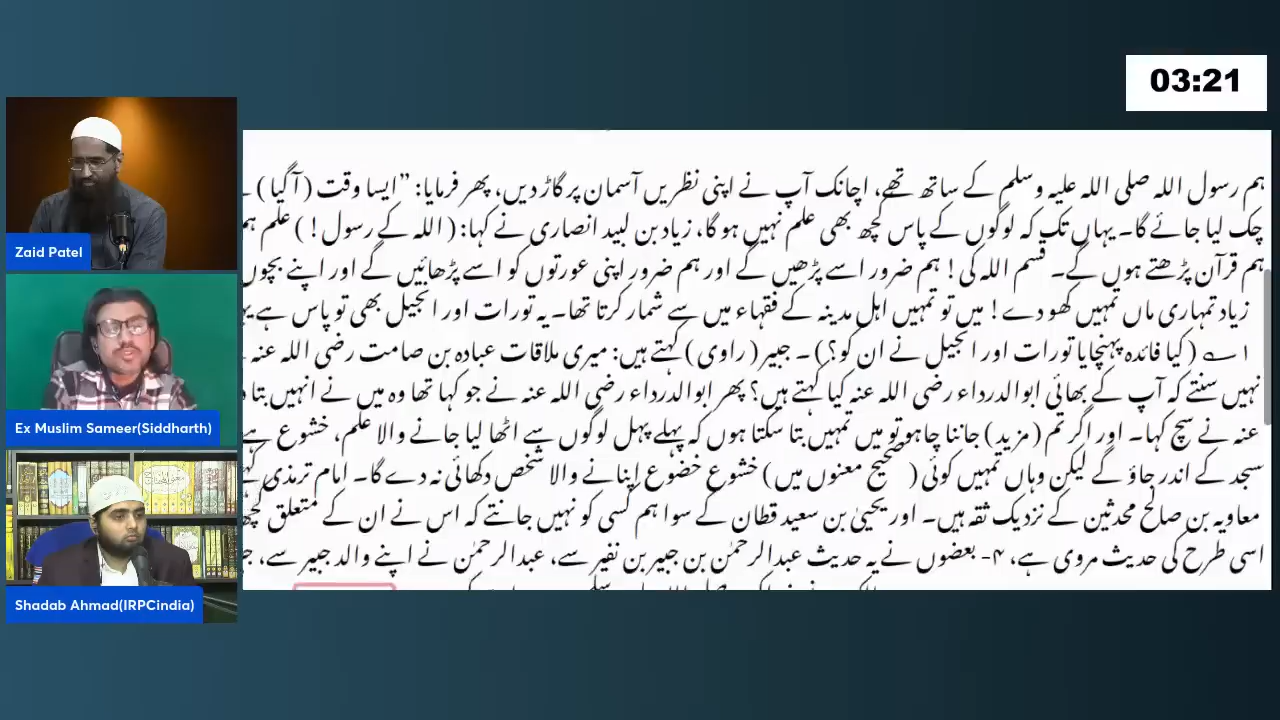 03:21
Zaid Patel
Ex Muslim Sameer(Siddharth)
Shadab Ahmad(IRPCindia)
ہم رسول اللہ صلی اللہ علیہ وسلم کے ساتھ تھے، اچانک آپ نے اپنی نظریں آسمان پر گاڑ دیں، پھر فرمایا: ”ایسا وقت ( آ گیا )
چک لیا جائے گا۔ یہاں تک کہ لوگوں کے پاس کچھ بھی علم نہیں ہو گا، زیاد بن لبید انصاری نے کہا: ( اللہ کے رسول! ) علم ہم
ہم قرآن پڑھتے ہوں گے۔ قسم اللہ کی! ہم ضرور اسے پڑھیں گے اور ہم ضرور اپنی عورتوں کو اسے پڑھائیں گے اور اپنے بچوں
زیاد تمہاری ماں تمہیں کھو دے! میں تو تمہیں اہل مدینہ کے فقہاء میں سے شمار کرتا تھا۔ یہ تورات اور انجیل بھی تو پاس ہے
۱؎ ( کیا فائدہ پہنچایا تورات اور انجیل نے ان کو؟ ) ۔ جبیر ( راوی ) کہتے ہیں: میری ملاقات عبادہ بن صامت رضی اللہ عنہ
نہیں سنتے کہ آپ کے بھائی ابوالدرداء رضی اللہ عنہ کیا کہتے ہیں؟ پھر ابوالدرداء رضی اللہ عنہ نے جو کہا تھا وہ میں نے انہیں بتا
عنہ نے سچ کہا۔ اور اگر تم ( مزید ) جاننا چاہو تو میں تمہیں بتا سکتا ہوں کہ پہلے پہل لوگوں سے اٹھا لیا جانے والا علم، خشوع ہے
سجد کے اندر جاؤ گے لیکن وہاں تمہیں کوئی ( صحیح معنوں میں ) خشوع خضوع اپنانے والا شخص دکھائی نہ دے گا۔ امام ترمذی
معاویہ بن صالح محدثین کے نزدیک ثقہ ہیں۔ اور یحییٰ بن سعید قطان کے سوا ہم کسی کو نہیں جانتے کہ اس نے ان کے متعلق کچھ
اسی طرح کی حدیث مروی ہے، ۴- بعضوں نے یہ حدیث عبدالرحمٰن بن جبیر بن نفیر سے، عبدالرحمٰن نے اپنے والد جبیر سے،